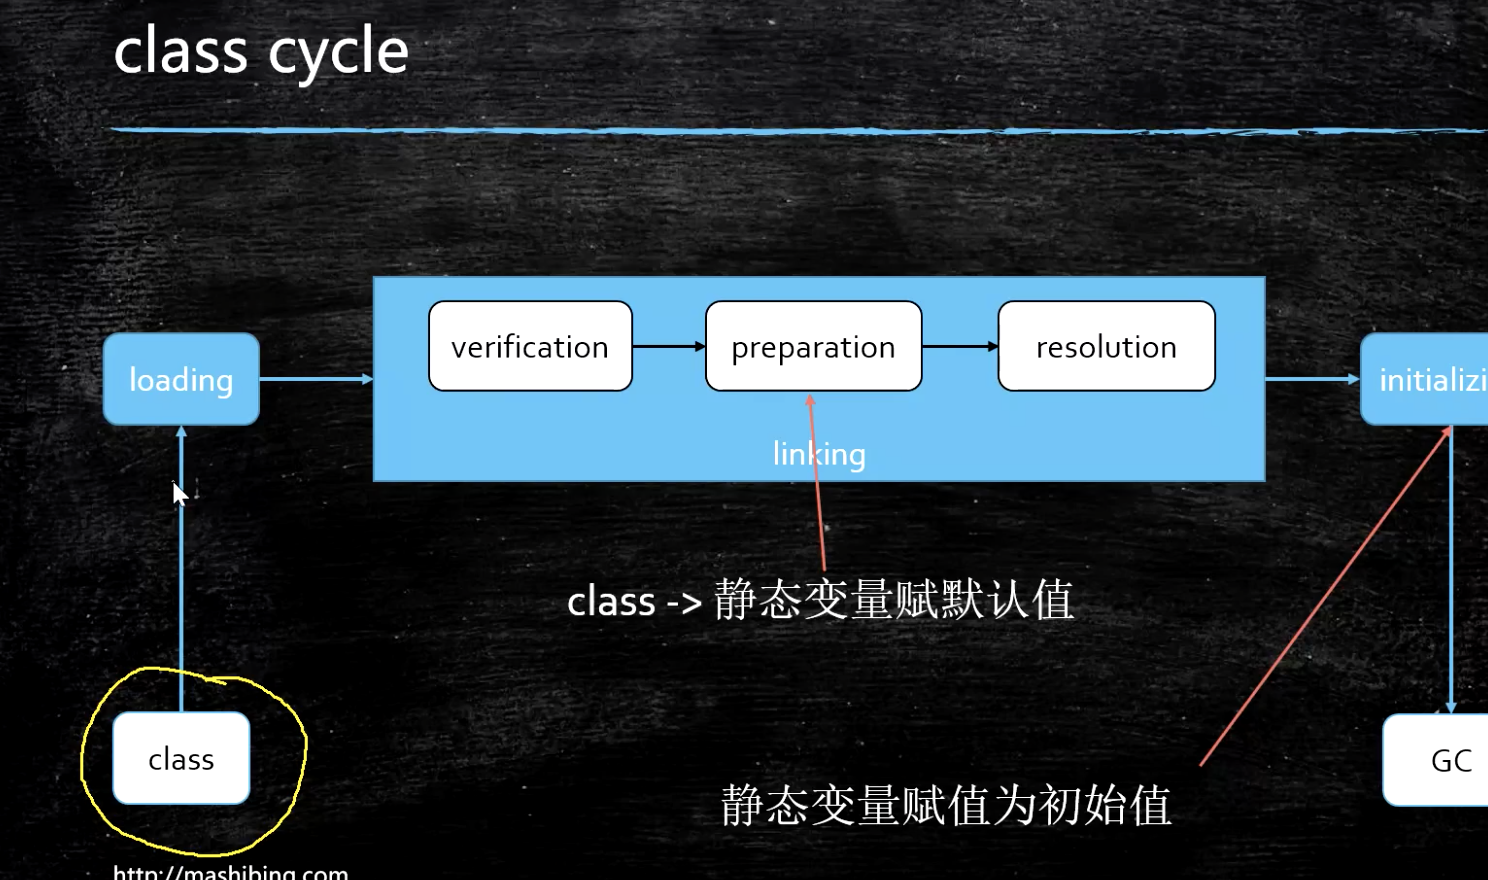 class cycle
verification
preparation
resolution
loading
initializi
linking
class -> 静态变量赋默认值
class
GC
静态变量赋值为初始值
http://mashibing.com